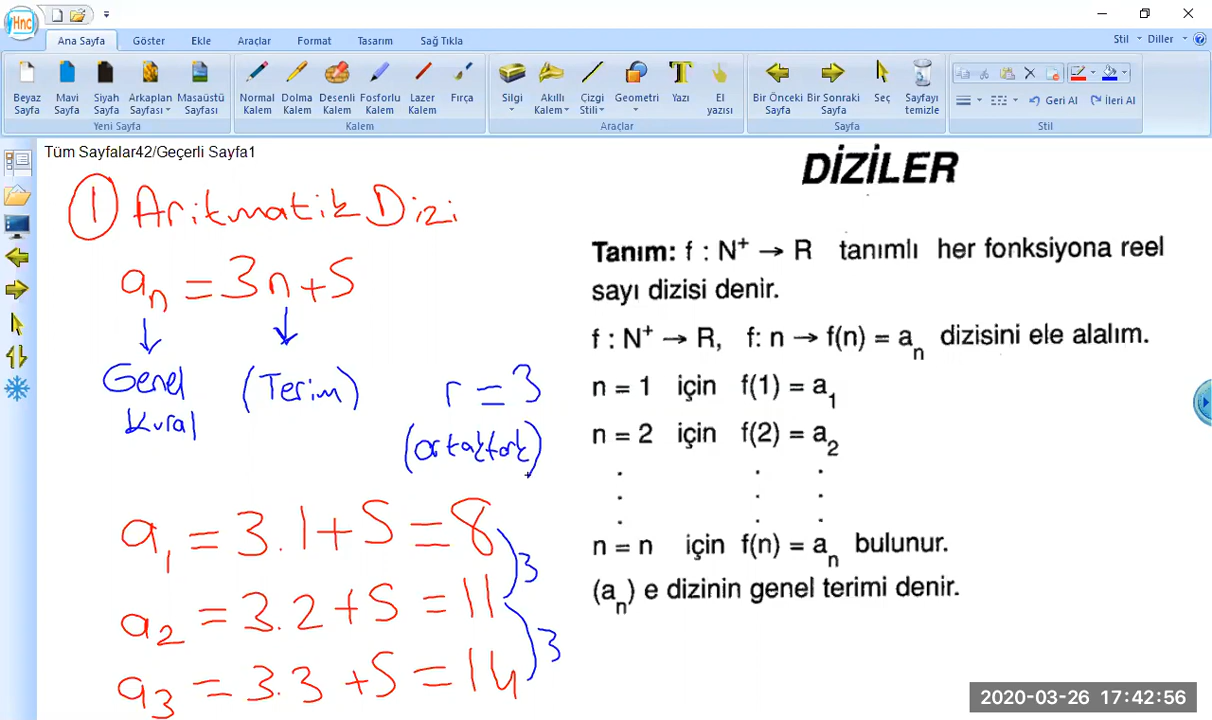 Hnc
Ana Sayfa Göster Ekle Araçlar Format Tasarım Sağ Tıkla
Stil Diller
Beyaz Sayfa Mavi Sayfa Siyah Sayfa Arkaplan Sayfası Masaüstü Sayfası
Yeni Sayfa
Normal Kalem Dolma Kalem Desenli Kalem Fosforlu Kalem Lazer Kalem Fırça
Kalem
Silgi Akıllı Kalem Çizgi Stili Geometri Yazı El yazısı
Araçlar
Bir Önceki Sayfa Bir Sonraki Sayfa Seç Sayfayı temizle
Sayfa
Geri Al İleri Al
Stil
Tüm Sayfalar42/Geçerli Sayfa1
1 Aritmatik Dizi
aₙ = 3n+5
Genel Kural
(Terim)
r = 3
(ortak fark)
a₁ = 3.1+5 = 8
3
a₂ = 3.2+5 = 11
3
a₃ = 3.3+5 = 14
DİZİLER
Tanım: f : N⁺ → R tanımlı her fonksiyona reel
sayı dizisi denir.
f : N⁺ → R, f: n → f(n) = aₙ dizisini ele alalım.
n = 1 için f(1) = a₁
n = 2 için f(2) = a₂
. . .
. . .
. . .
n = n için f(n) = aₙ bulunur.
(aₙ) e dizinin genel terimi denir.
2020-03-26 17:42:56